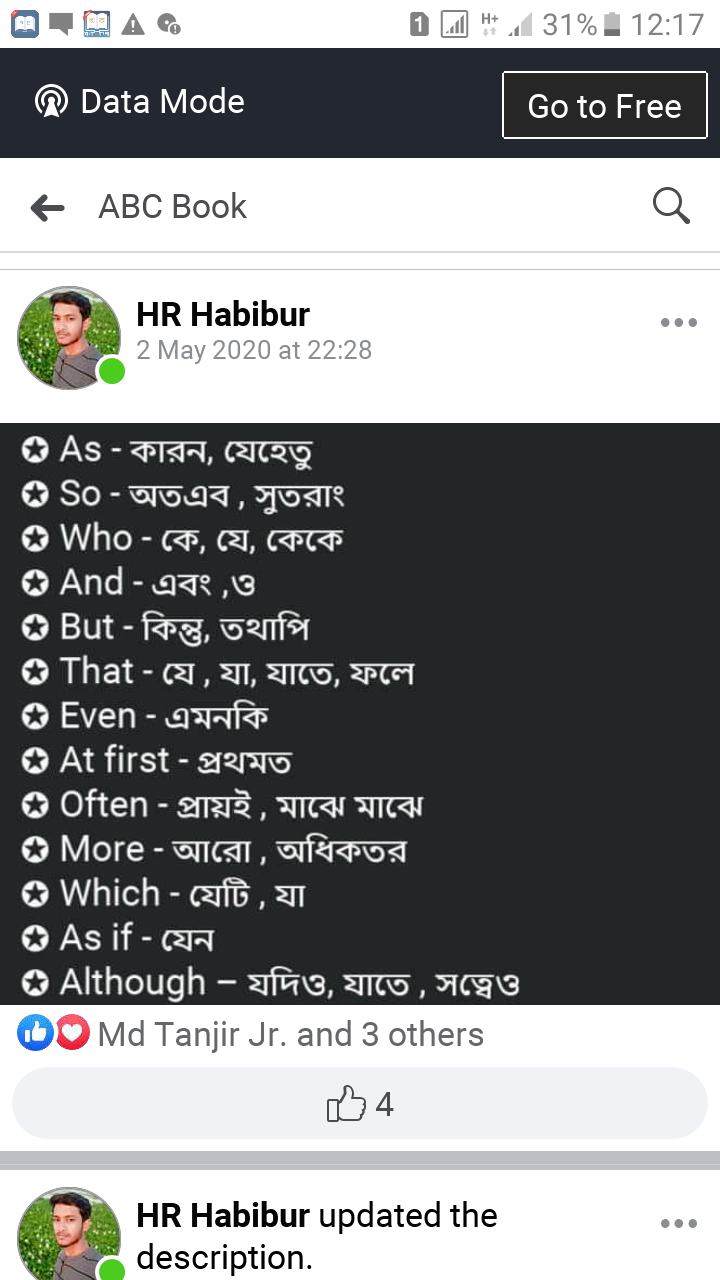 H+ 31% 12:17
Data Mode
Go to Free
ABC Book
HR Habibur
2 May 2020 at 22:28
✪ As - কারন, যেহেতু
✪ So - অতএব , সুতরাং
✪ Who - কে, যে, কেকে
✪ And - এবং ,ও
✪ But - কিন্তু, তথাপি
✪ That - যে , যা, যাতে, ফলে
✪ Even - এমনকি
✪ At first - প্রথমত
✪ Often - প্রায়ই , মাঝে মাঝে
✪ More - আরো , অধিকতর
✪ Which - যেটি , যা
✪ As if - যেন
✪ Although – যদিও, যাতে , সত্বেও
Md Tanjir Jr. and 3 others
4
HR Habibur updated the
description.